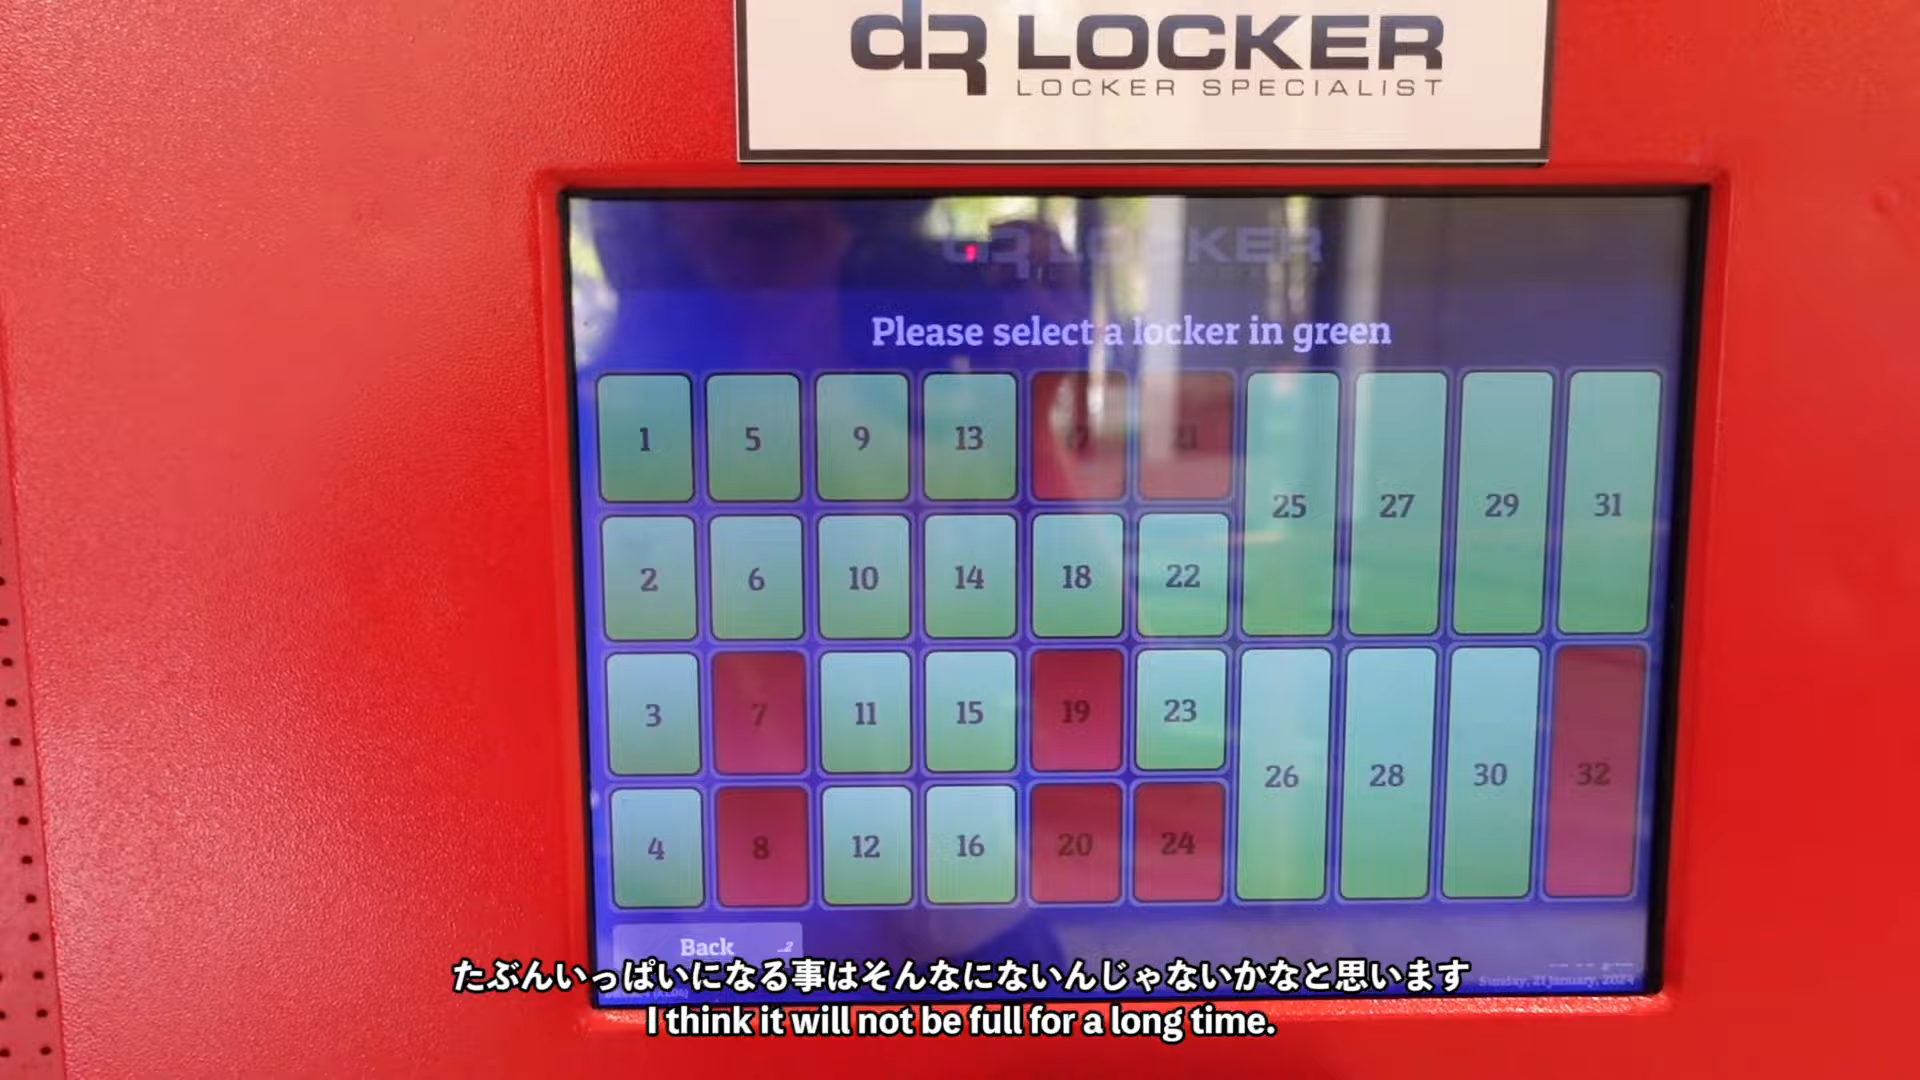 dR LOCKER
LOCKER SPECIALIST
LOCKER
Please select a locker in green
1 5 9 13 17 21 25 27 29 31
2 6 10 14 18 22
3 7 11 15 19 23 26 28 30 32
4 8 12 16 20 24
Back
たぶんいっぱいになる事はそんなにないんじゃないかなと思います
Sunday, 21 January, 2024
I think it will not be full for a long time.